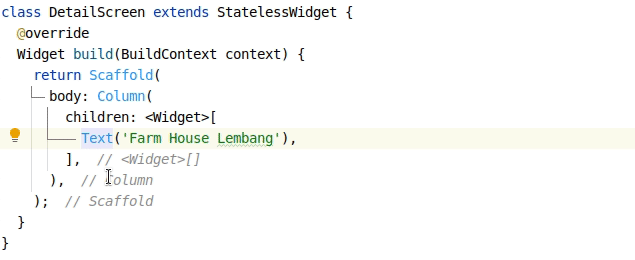 class DetailScreen extends StatelessWidget {
@override
Widget build(BuildContext context) {
return Scaffold(
body: Column(
children: <Widget>[
Text('Farm House Lembang'),
], // <Widget>[]
), // Column
); // Scaffold
}
}